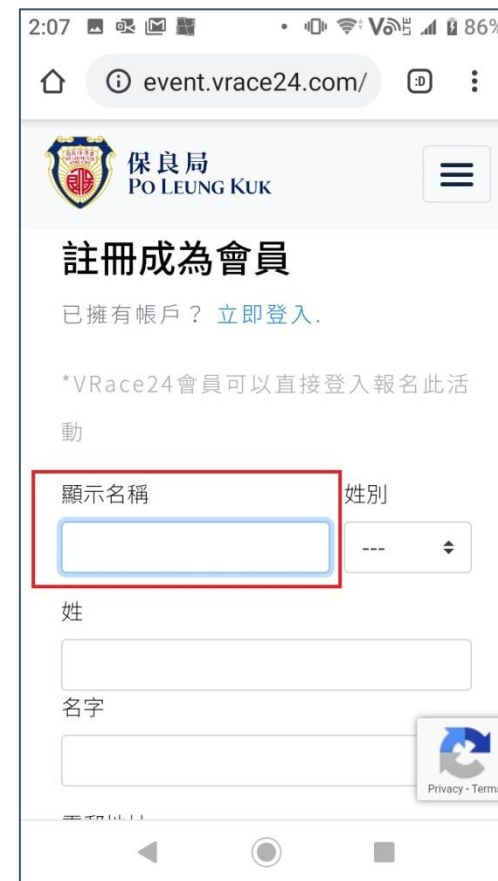 2:07
86%
event.vrace24.com/
:D
保良局
PO LEUNG KUK
註冊成為會員
已擁有帳戶？ 立即登入.
*VRace24會員可以直接登入報名此活
動
顯示名稱
姓別
---
姓
名字
Privacy - Terms